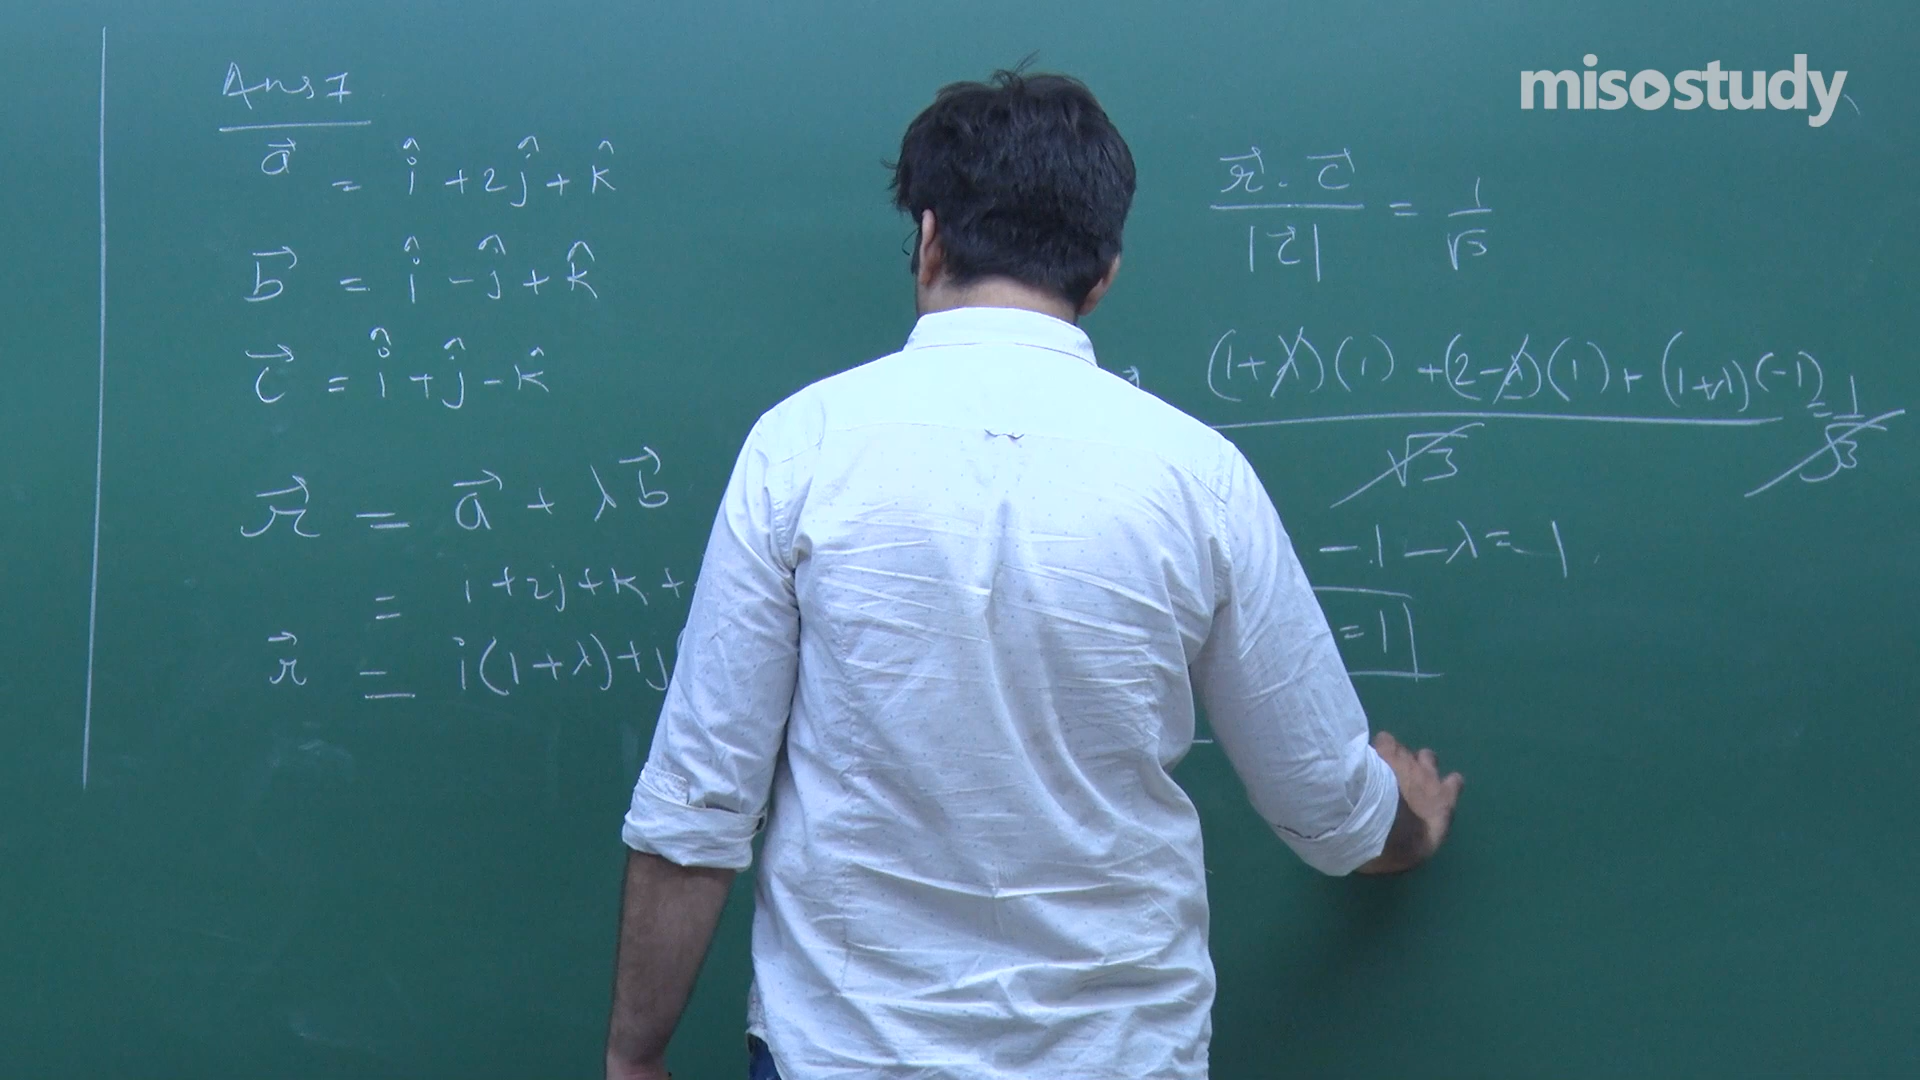 misostudy
Ans 7
a⃗ = î + 2ĵ + k̂
b⃗ = î - ĵ + k̂
c⃗ = î + ĵ - k̂
r⃗ = a⃗ + λb⃗
= i + 2j + k +
r⃗ = i(1+λ) + j
r⃗ . c⃗ / |c⃗| = 1/√3
(1+λ)(1) + (2-λ)(1) + (1+λ)(-1) / √3 = 1/√3
- 1 - λ = 1
= 1